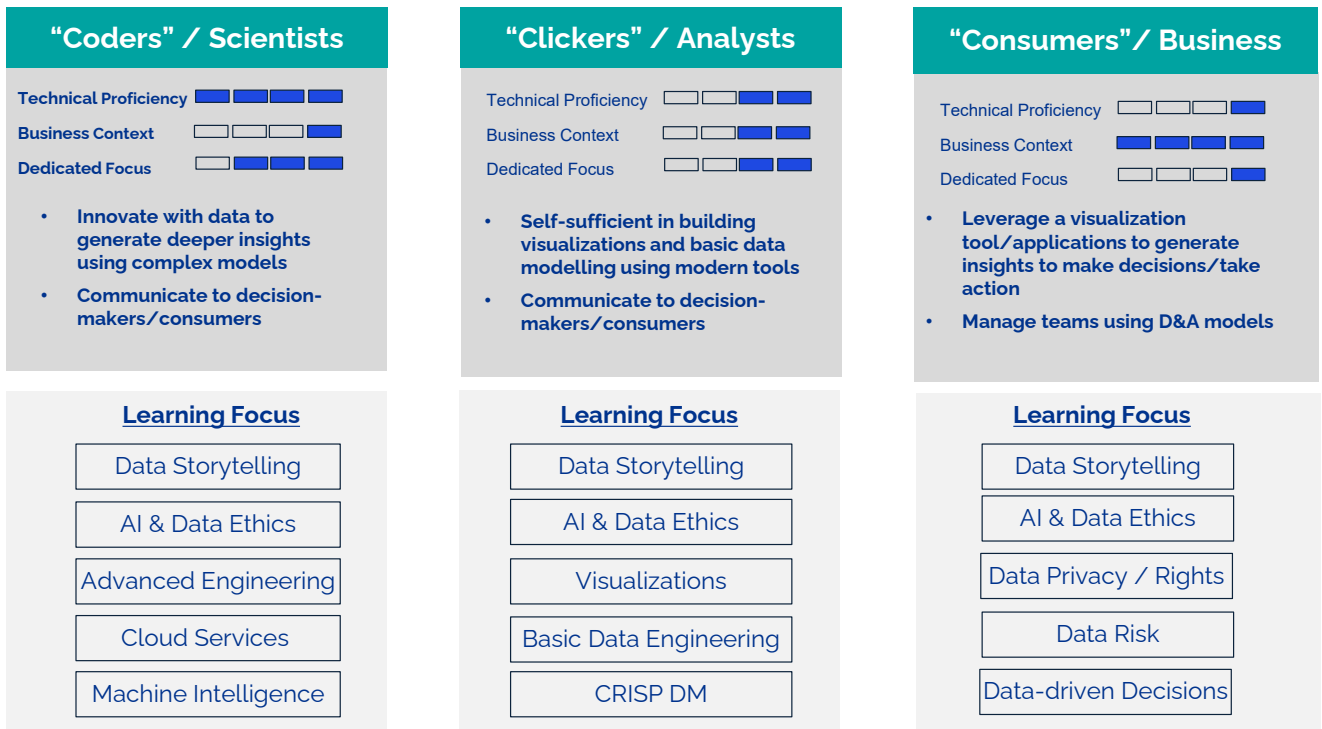 “Coders” / Scientists
Technical Proficiency
Business Context
Dedicated Focus
• Innovate with data to
generate deeper insights
using complex models
• Communicate to decision-
makers/consumers
Learning Focus
Data Storytelling
AI & Data Ethics
Advanced Engineering
Cloud Services
Machine Intelligence
“Clickers” / Analysts
Technical Proficiency
Business Context
Dedicated Focus
• Self-sufficient in building
visualizations and basic data
modelling using modern tools
• Communicate to decision-
makers/consumers
Learning Focus
Data Storytelling
AI & Data Ethics
Visualizations
Basic Data Engineering
CRISP DM
“Consumers”/ Business
Technical Proficiency
Business Context
Dedicated Focus
• Leverage a visualization
tool/applications to generate
insights to make decisions/take
action
• Manage teams using D&A models
Learning Focus
Data Storytelling
AI & Data Ethics
Data Privacy / Rights
Data Risk
Data-driven Decisions